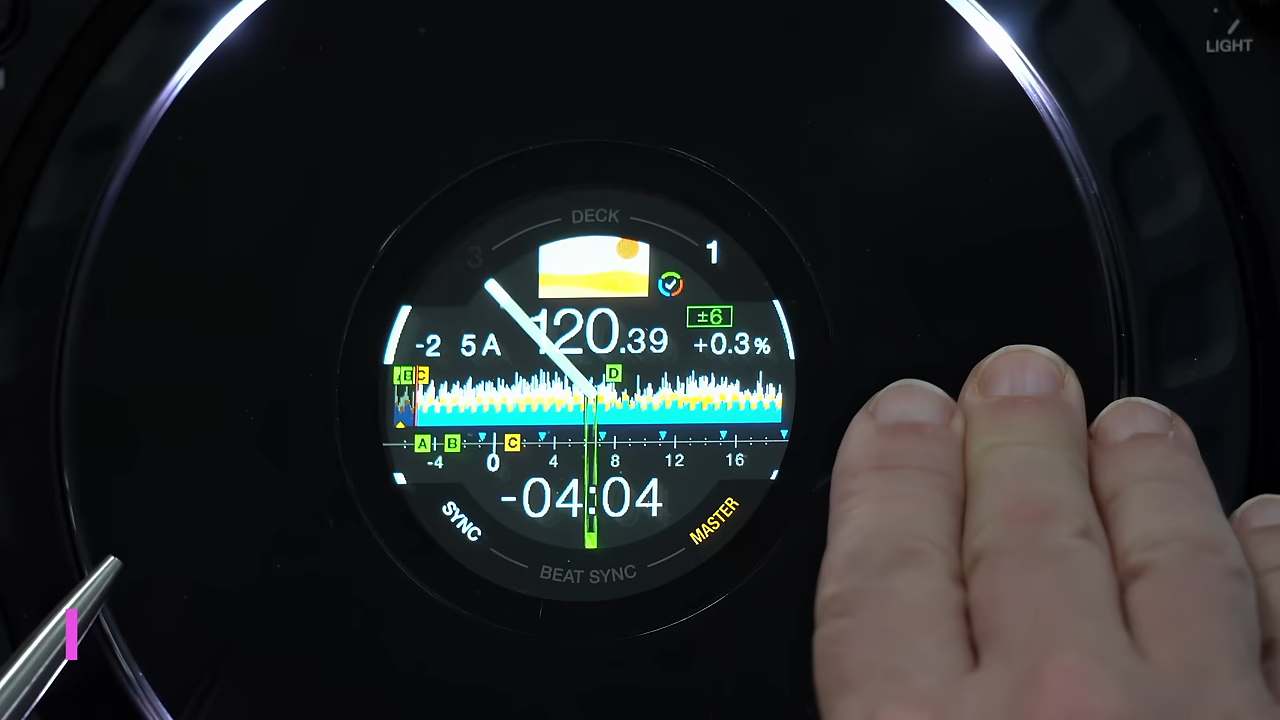 LIGHT
DECK
3
1
±6
120.39
-2 5A
+0.3%
C
D
A B C
-4 0 4 8 12 16
-04:04
SYNC
MASTER
BEAT SYNC